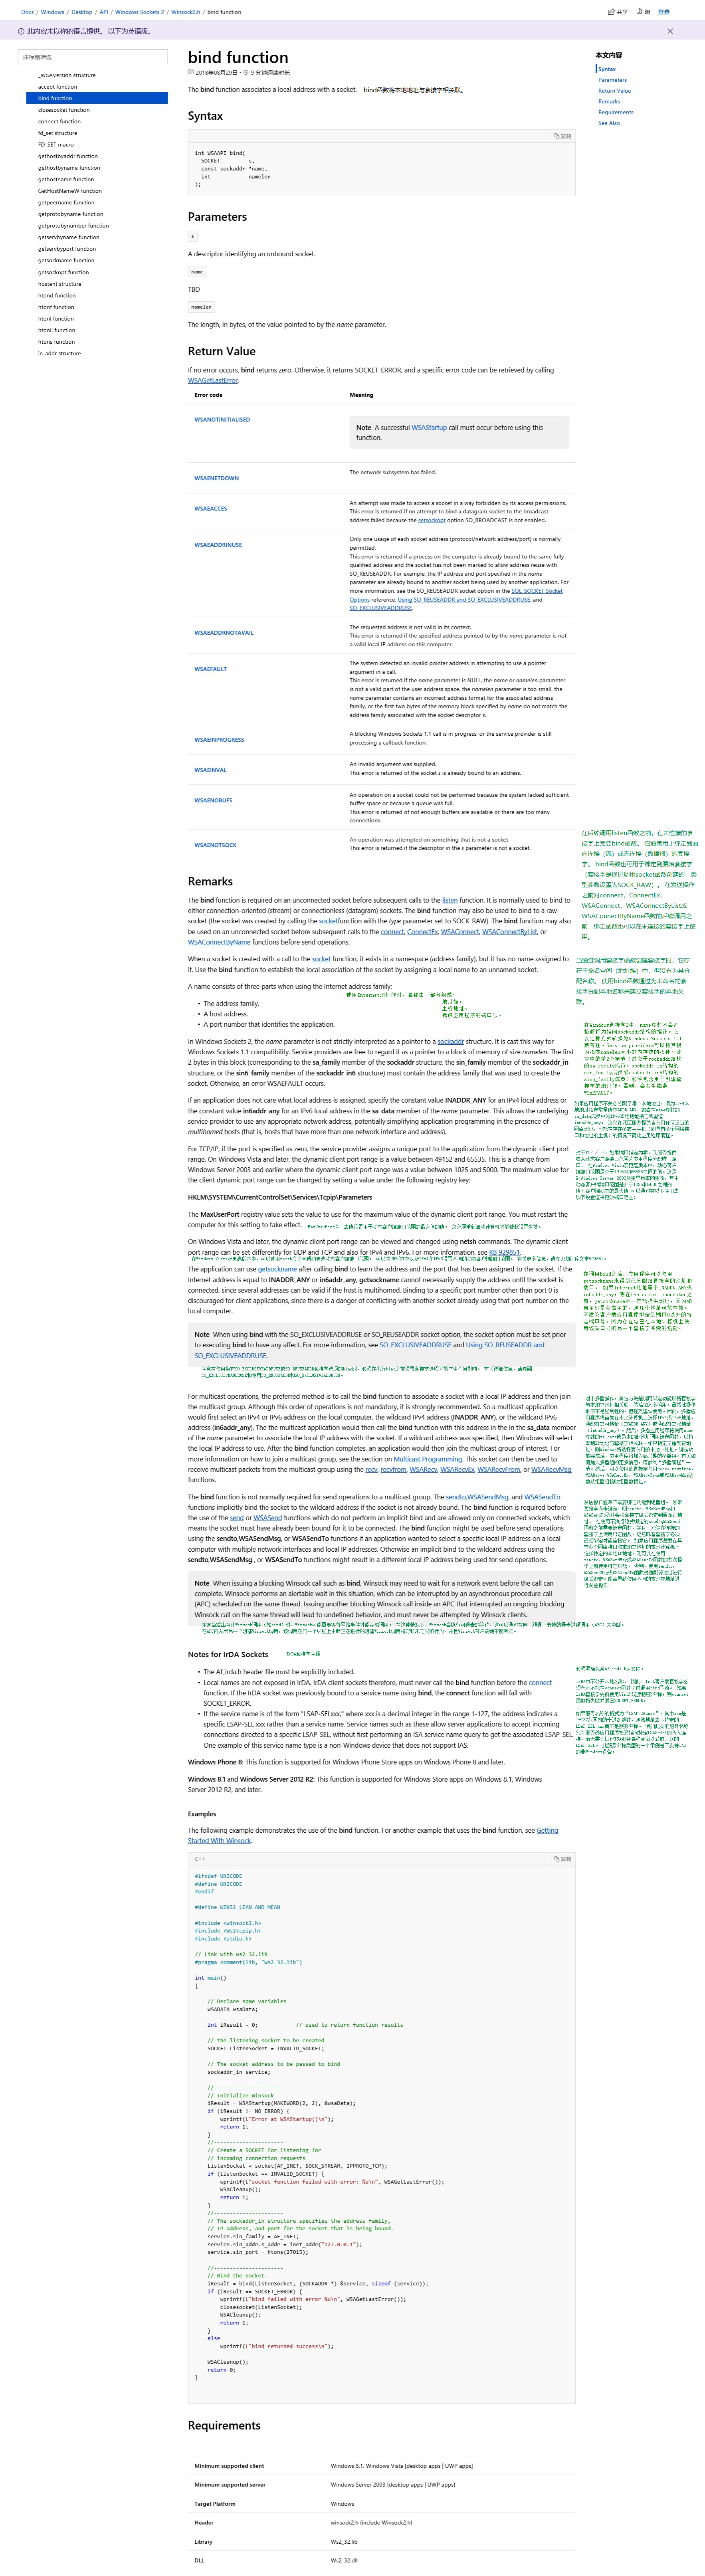 Docs / Windows / Desktop / API / Windows Sockets 2 / Winsock2.h / bind function
共享
登录
此内容未以你的语言提供。 以下为英语版。
按标题筛选
_WSAVersion structure
accept function
bind function
closesocket function
connect function
fd_set structure
FD_SET macro
gethostbyaddr function
gethostbyname function
gethostname function
GetHostNameW function
getpeername function
getprotobyname function
getprotobynumber function
getservbyname function
getservbyport function
getsockname function
getsockopt function
hostent structure
htond function
htonf function
htonl function
htonll function
htons function
in_addr structure
本文内容
Syntax
Parameters
Return Value
Remarks
Requirements
See Also
bind function
2018年08月29日 • 9 分钟阅读时长
The bind function associates a local address with a socket. bind函数将本地地址与套接字相关联。
Syntax
复制
int WSAAPI bind(
SOCKET s,
const sockaddr *name,
int namelen
);
Parameters
s
A descriptor identifying an unbound socket.
name
TBD
namelen
The length, in bytes, of the value pointed to by the name parameter.
Return Value
If no error occurs, bind returns zero. Otherwise, it returns SOCKET_ERROR, and a specific error code can be retrieved by calling
WSAGetLastError.
Error code Meaning
WSANOTINITIALISED
Note A successful WSAStartup call must occur before using this
function.
WSAENETDOWN
The network subsystem has failed.
WSAEACCES
An attempt was made to access a socket in a way forbidden by its access permissions.
This error is returned if nn attempt to bind a datagram socket to the broadcast
address failed because the setsockopt option SO_BROADCAST is not enabled.
WSAEADDRINUSE
Only one usage of each socket address (protocol/network address/port) is normally
permitted.
This error is returned if a process on the computer is already bound to the same fully
qualified address and the socket has not been marked to allow address reuse with
SO_REUSEADDR. For example, the IP address and port specified in the name
parameter are already bound to another socket being used by another application. For
more information, see the SO_REUSEADDR socket option in the SOL_SOCKET Socket
Options reference, Using SO_REUSEADDR and SO_EXCLUSIVEADDRUSE, and
SO_EXCLUSIVEADDRUSE.
WSAEADDRNOTAVAIL
The requested address is not valid in its context.
This error is returned if the specified address pointed to by the name parameter is not
a valid local IP address on this computer.
WSAEFAULT
The system detected an invalid pointer address in attempting to use a pointer
argument in a call.
This error is returned if the name parameter is NULL, the name or namelen parameter
is not a valid part of the user address space, the namelen parameter is too small, the
name parameter contains an incorrect address format for the associated address
family, or the first two bytes of the memory block specified by name do not match the
address family associated with the socket descriptor s.
WSAEINPROGRESS
A blocking Windows Sockets 1.1 call is in progress, or the service provider is still
processing a callback function.
WSAEINVAL
An invalid argument was supplied.
This error is returned of the socket s is already bound to an address.
WSAENOBUFS
An operation on a socket could not be performed because the system lacked sufficient
buffer space or because a queue was full.
This error is returned of not enough buffers are available or there are too many
connections.
WSAENOTSOCK
An operation was attempted on something that is not a socket.
This error is returned if the descriptor in the s parameter is not a socket.
Remarks
The bind function is required on an unconnected socket before subsequent calls to the listen function. It is normally used to bind to
either connection-oriented (stream) or connectionless (datagram) sockets. The bind function may also be used to bind to a raw
socket (the socket was created by calling the socketfunction with the type parameter set to SOCK_RAW). The bind function may also
be used on an unconnected socket before subsequent calls to the connect, ConnectEx, WSAConnect, WSAConnectByList, or
WSAConnectByName functions before send operations.
在后续调用listen函数之前，在未连接的套
接字上需要bind函数。 它通常用于绑定到面
向连接（流）或无连接（数据报）的套接
字。 bind函数也可用于绑定到原始套接字
（套接字是通过调用socket函数创建的，类
型参数设置为SOCK_RAW）。 在发送操作
之前对connect，ConnectEx，
WSAConnect，WSAConnectByList或
WSAConnectByName函数的后续调用之
前，绑定函数也可以在未连接的套接字上使
用。
When a socket is created with a call to the socket function, it exists in a namespace (address family), but it has no name assigned to
it. Use the bind function to establish the local association of the socket by assigning a local name to an unnamed socket.
当通过调用套接字函数创建套接字时，它存
在于命名空间（地址族）中，但没有为其分
配名称。 使用bind函数通过为未命名的套
接字分配本地名称来建立套接字的本地关
联。
A name consists of three parts when using the Internet address family:
使用Internet地址族时，名称由三部分组成：
• The address family. 地址族。
• A host address. 主机地址。
• A port number that identifies the application. 标识应用程序的端口号。
In Windows Sockets 2, the name parameter is not strictly interpreted as a pointer to a sockaddr structure. It is cast this way for
Windows Sockets 1.1 compatibility. Service providers are free to regard it as a pointer to a block of memory of size namelen. The first
2 bytes in this block (corresponding to the sa_family member of the sockaddr structure, the sin_family member of the sockaddr_in
structure, or the sin6_family member of the sockaddr_in6 structure) must contain the address family that was used to create the
socket. Otherwise, an error WSAEFAULT occurs.
If an application does not care what local address is assigned, specify the constant value INADDR_ANY for an IPv4 local address or
the constant value in6addr_any for an IPv6 local address in the sa_data member of the name parameter. This allows the underlying
service provider to use any appropriate network address, potentially simplifying application programming in the presence of
multihomed hosts (that is, hosts that have more than one network interface and address).
For TCP/IP, if the port is specified as zero, the service provider assigns a unique port to the application from the dynamic client port
range. On Windows Vista and later, the dynamic client port range is a value between 49152 and 65535. This is a change from
Windows Server 2003 and earlier where the dynamic client port range was a value between 1025 and 5000. The maximum value for
the client dynamic port range can be changed by setting a value under the following registry key:
HKLM\SYSTEM\CurrentControlSet\Services\Tcpip\Parameters
The MaxUserPort registry value sets the value to use for the maximum value of the dynamic client port range. You must restart the
computer for this setting to take effect. MaxUserPort注册表值设置用于动态客户端端口范围的最大值的值。 您必须重新启动计算机才能使此设置生效。
On Windows Vista and later, the dynamic client port range can be viewed and changed using netsh commands. The dynamic client
port range can be set differently for UDP and TCP and also for IPv4 and IPv6. For more information, see KB 929851.
The application can use getsockname after calling bind to learn the address and the port that has been assigned to the socket. If the
Internet address is equal to INADDR_ANY or in6addr_any, getsockname cannot necessarily supply the address until the socket is
connected, since several addresses can be valid if the host is multihomed. Binding to a specific port number other than port 0 is
discouraged for client applications, since there is a danger of conflicting with another socket already using that port number on the
local computer.
Note When using bind with the SO_EXCLUSIVEADDRUSE or SO_REUSEADDR socket option, the socket option must be set prior
to executing bind to have any affect. For more information, see SO_EXCLUSIVEADDRUSE and Using SO_REUSEADDR and
SO_EXCLUSIVEADDRUSE.
For multicast operations, the preferred method is to call the bind function to associate a socket with a local IP address and then join
the multicast group. Although this order of operations is not mandatory, it is strongly recommended. So a multicast application
would first select an IPv4 or IPv6 address on the local computer, the wildcard IPv4 address (INADDR_ANY), or the wildcard IPv6
address (in6addr_any). The the multicast application would then call the bind function with this address in the in the sa_data member
of the name parameter to associate the local IP address with the socket. If a wildcard address was specified, then Windows will select
the local IP address to use. After the bind function completes, an application would then join the multicast group of interest. For
more information on how to join a multicast group, see the section on Multicast Programming. This socket can then be used to
receive multicast packets from the multicast group using the recv, recvfrom, WSARecv, WSARecvEx, WSARecvFrom, or WSARecvMsg
functions.
The bind function is not normally required for send operations to a multicast group. The sendto,WSASendMsg, and WSASendTo
functions implicitly bind the socket to the wildcard address if the socket is not already bound. The bind function is required before
the use of the send or WSASend functions which do not perform an implicit bind and are allowed only on connected sockets, which
means the socket must have already been bound for it to be connected. The bind function might be used before send operations
using the sendto,WSASendMsg, or WSASendTo functions if an application wanted to select a specific local IP address on a local
computer with multiple network interfaces and local IP addresses. Otherwise an implicit bind to the wildcard address using the
sendto,WSASendMsg , or WSASendTo functions might result in a different local IP address being used for send operations.
Note When issuing a blocking Winsock call such as bind, Winsock may need to wait for a network event before the call can
complete. Winsock performs an alertable wait in this situation, which can be interrupted by an asynchronous procedure call
(APC) scheduled on the same thread. Issuing another blocking Winsock call inside an APC that interrupted an ongoing blocking
Winsock call on the same thread will lead to undefined behavior, and must never be attempted by Winsock clients.
Notes for IrDA Sockets IrDA套接字注释
• The Af_irda.h header file must be explicitly included.
• Local names are not exposed in IrDA. IrDA client sockets therefore, must never call the bind function before the connect
function. If the IrDA socket was previously bound to a service name using bind, the connect function will fail with
SOCKET_ERROR.
• If the service name is of the form "LSAP-SELxxx," where xxx is a decimal integer in the range 1-127, the address indicates a
specific LSAP-SEL xxx rather than a service name. Service names such as these allow server applications to accept incoming
connections directed to a specific LSAP-SEL, without first performing an ISA service name query to get the associated LSAP-SEL.
One example of this service name type is a non-Windows device that does not support IAS.
Windows Phone 8: This function is supported for Windows Phone Store apps on Windows Phone 8 and later.
Windows 8.1 and Windows Server 2012 R2: This function is supported for Windows Store apps on Windows 8.1, Windows
Server 2012 R2, and later.
Examples
The following example demonstrates the use of the bind function. For another example that uses the bind function, see Getting
Started With Winsock.
C++ 复制
#ifndef UNICODE
#define UNICODE
#endif
#define WIN32_LEAN_AND_MEAN
#include <winsock2.h>
#include <Ws2tcpip.h>
#include <stdio.h>
// Link with ws2_32.lib
#pragma comment(lib, "Ws2_32.lib")
int main()
{
// Declare some variables
WSADATA wsaData;
int iResult = 0; // used to return function results
// the listening socket to be created
SOCKET ListenSocket = INVALID_SOCKET;
// The socket address to be passed to bind
sockaddr_in service;
//----------------------
// Initialize Winsock
iResult = WSAStartup(MAKEWORD(2, 2), &wsaData);
if (iResult != NO_ERROR) {
wprintf(L"Error at WSAStartup()\n");
return 1;
}
//----------------------
// Create a SOCKET for listening for
// incoming connection requests
ListenSocket = socket(AF_INET, SOCK_STREAM, IPPROTO_TCP);
if (ListenSocket == INVALID_SOCKET) {
wprintf(L"socket function failed with error: %u\n", WSAGetLastError());
WSACleanup();
return 1;
}
//----------------------
// The sockaddr_in structure specifies the address family,
// IP address, and port for the socket that is being bound.
service.sin_family = AF_INET;
service.sin_addr.s_addr = inet_addr("127.0.0.1");
service.sin_port = htons(27015);
//----------------------
// Bind the socket.
iResult = bind(ListenSocket, (SOCKADDR *) &service, sizeof (service));
if (iResult == SOCKET_ERROR) {
wprintf(L"bind failed with error %u\n", WSAGetLastError());
closesocket(ListenSocket);
WSACleanup();
return 1;
}
else
wprintf(L"bind returned success\n");
WSACleanup();
return 0;
}
Requirements
Minimum supported client Windows 8.1, Windows Vista [desktop apps | UWP apps]
Minimum supported server Windows Server 2003 [desktop apps | UWP apps]
Target Platform Windows
Header winsock2.h (include Winsock2.h)
Library Ws2_32.lib
DLL Ws2_32.dll